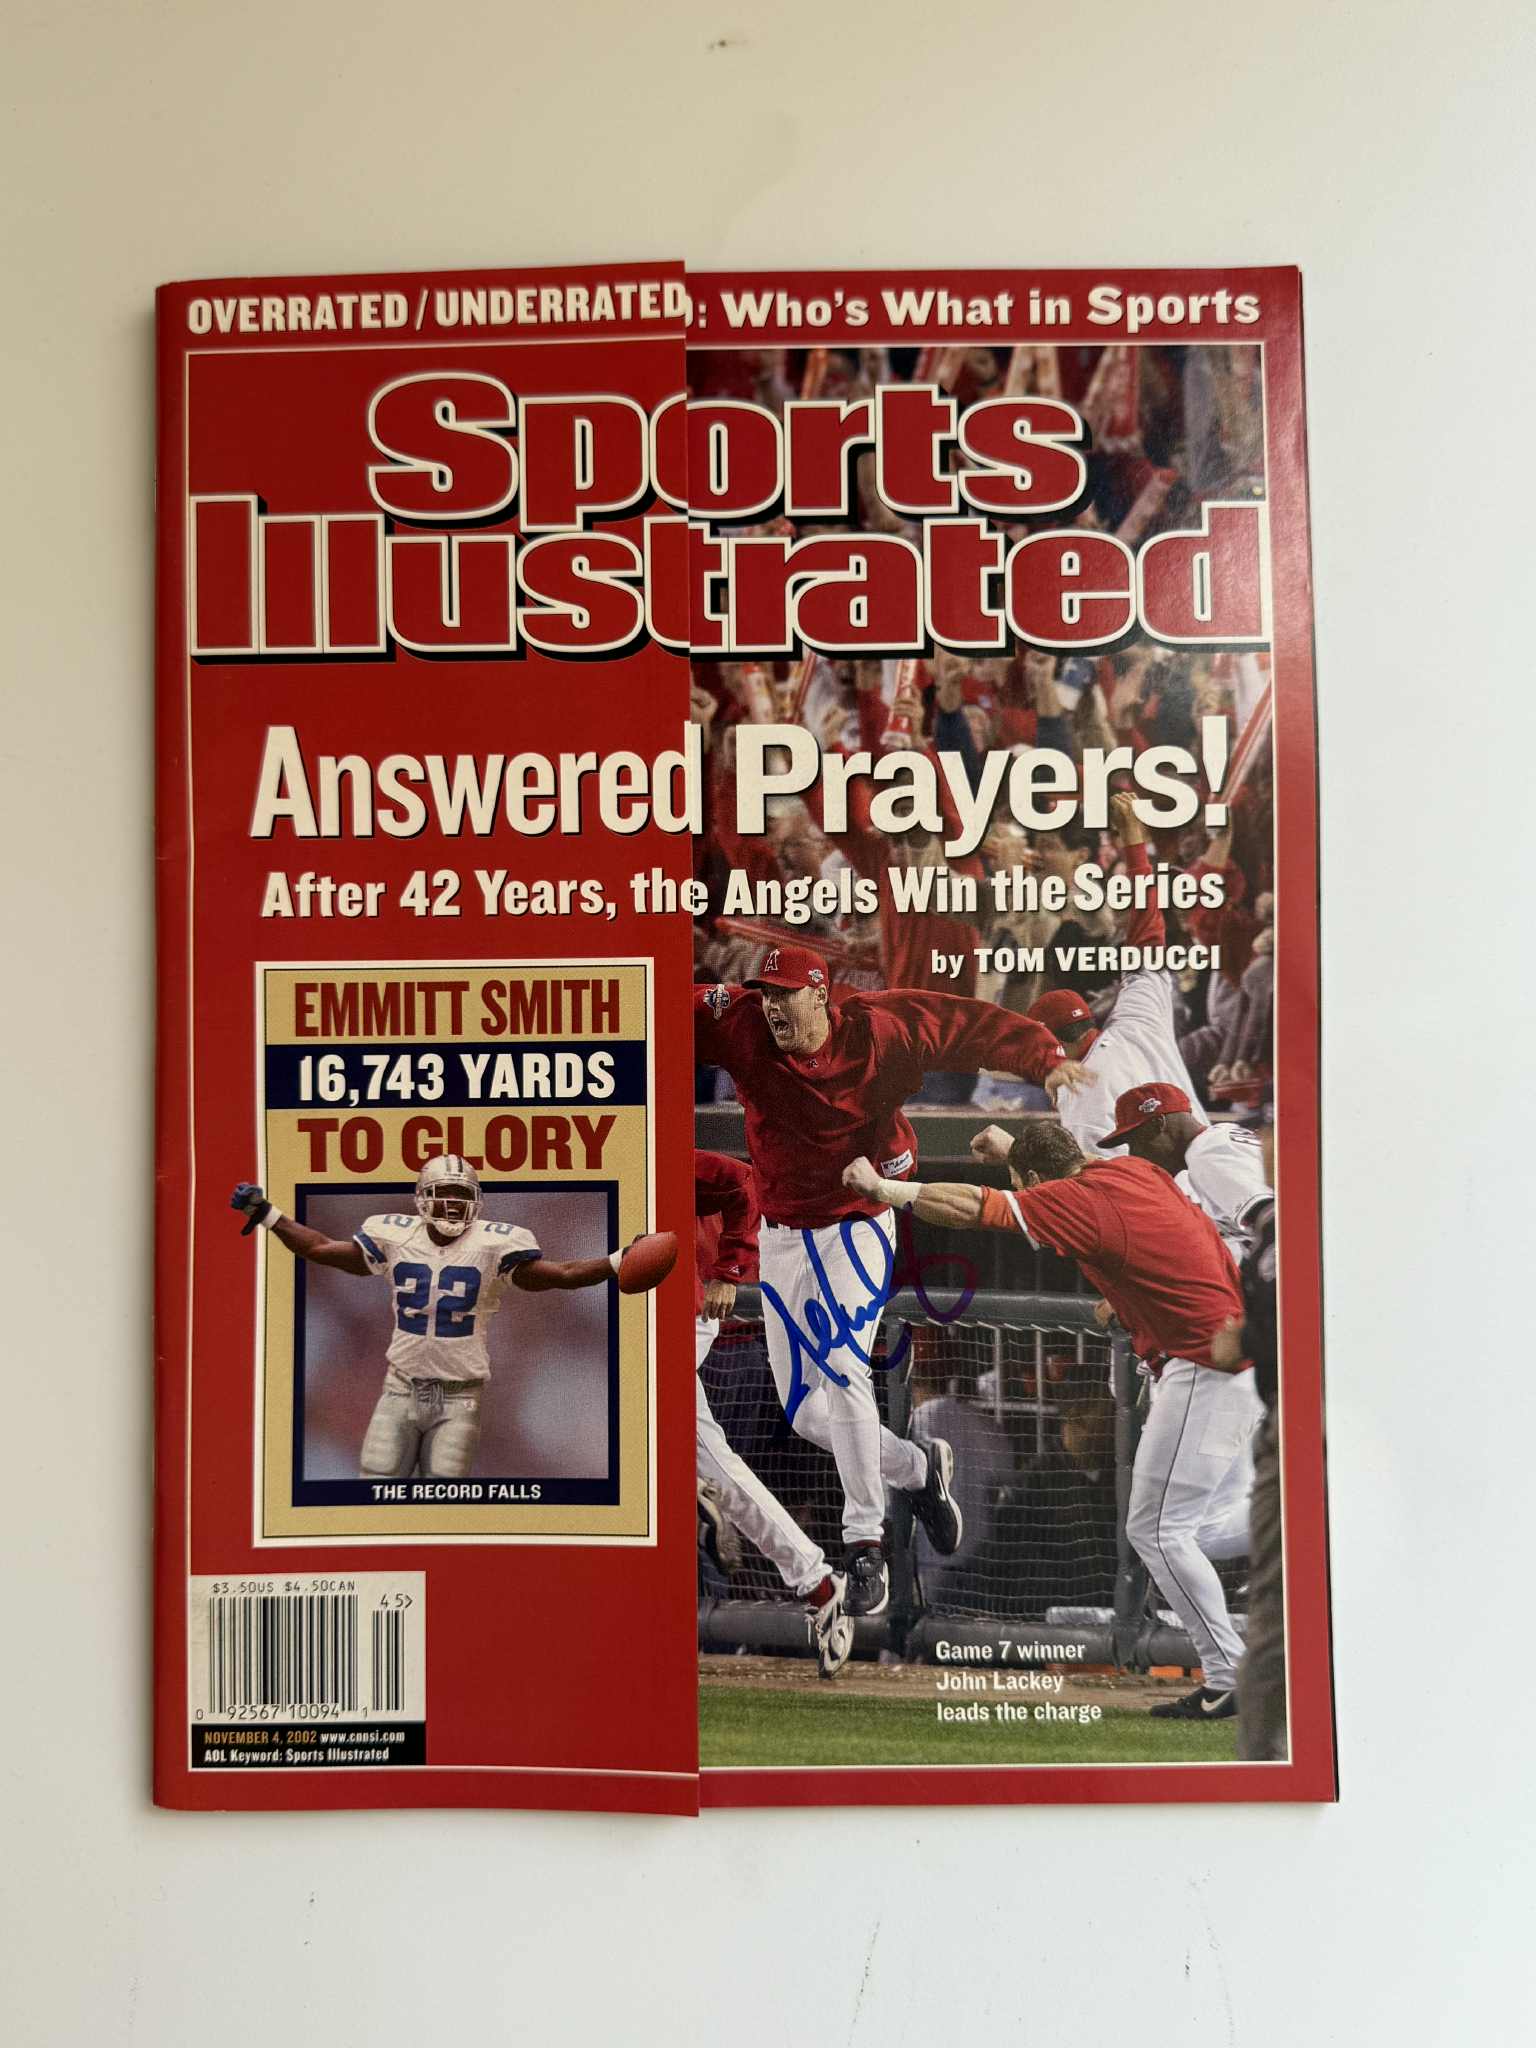 OVERRATED/UNDERRATED: Who's What in Sports
Sports
Illustrated
Answered Prayers!
After 42 Years, the Angels Win the Series
by TOM VERDUCCI
EMMITT SMITH
16,743 YARDS
TO GLORY
22
THE RECORD FALLS
$3.50US $4.50CAN
45>
0 92567 10094 1
NOVEMBER 4, 2002 www.cnnsi.com
AOL Keyword: Sports Illustrated
Game 7 winner
John Lackey
leads the charge